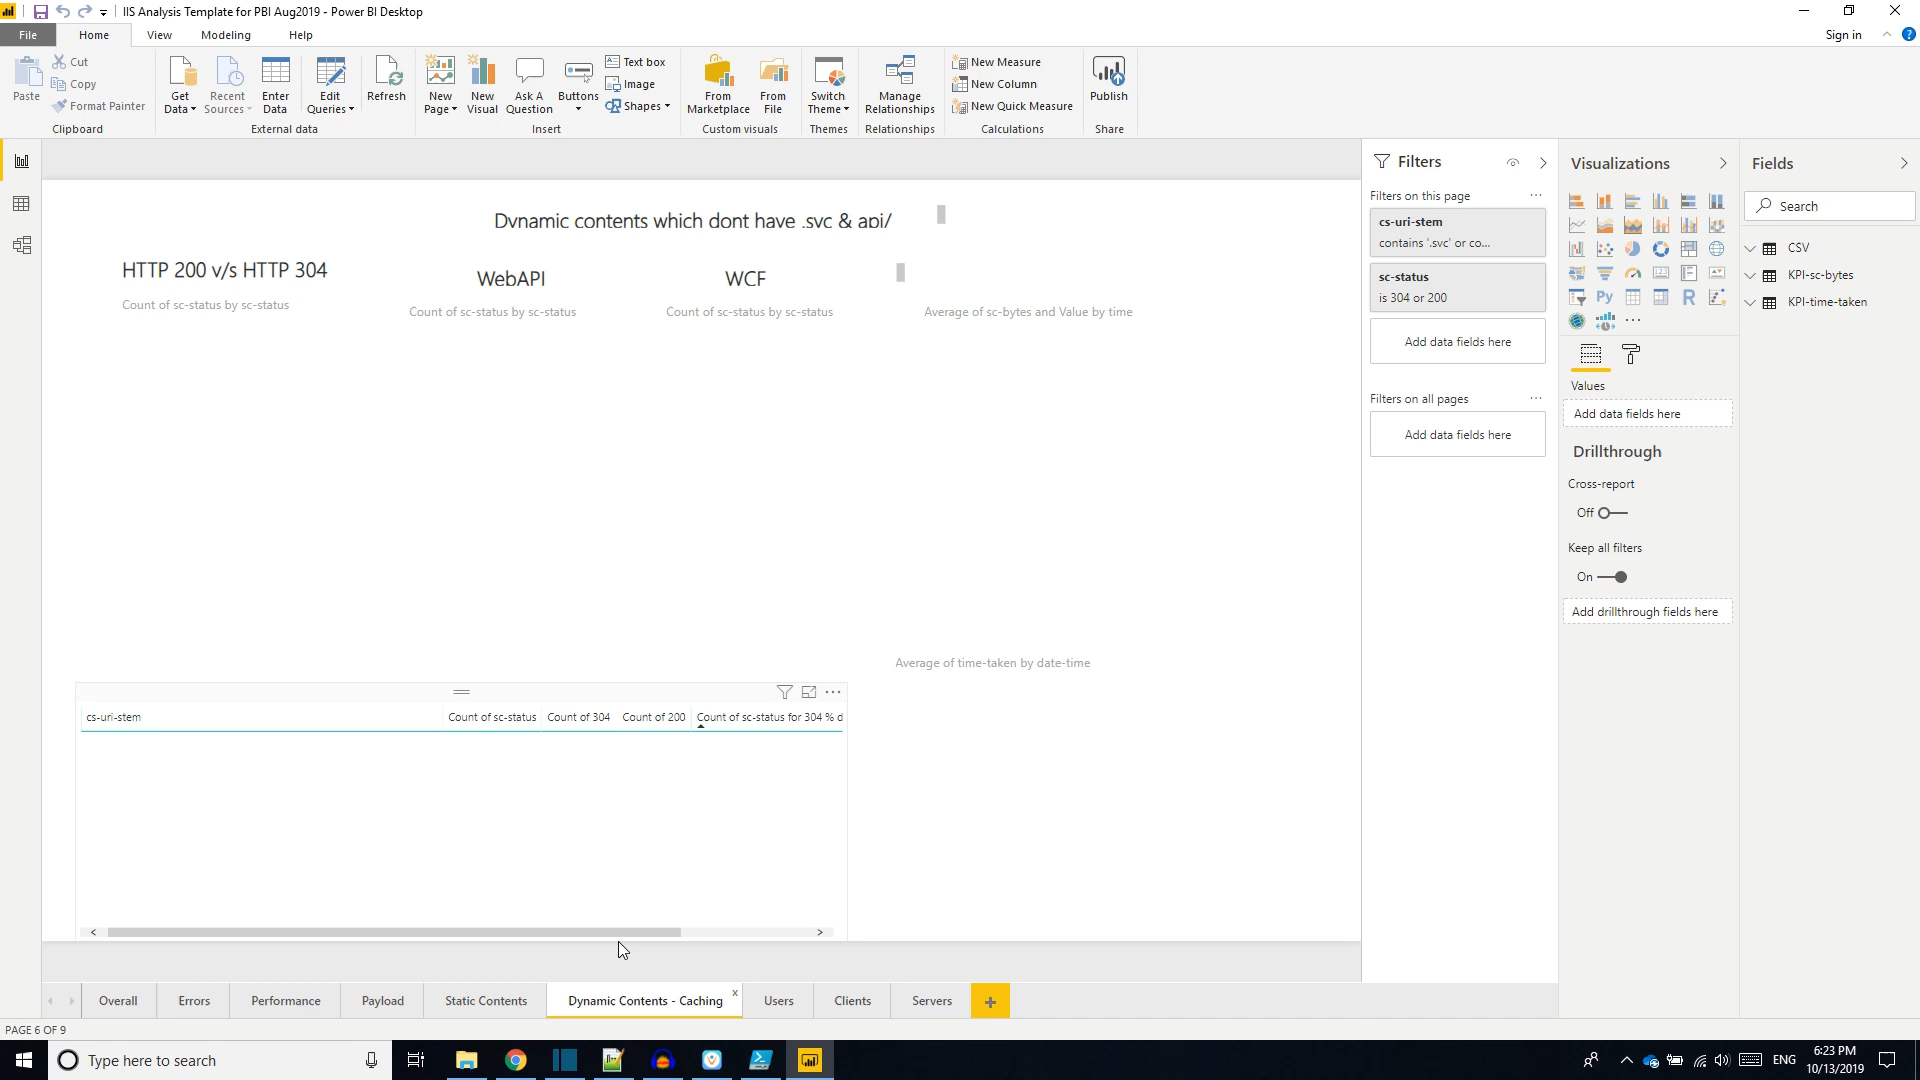 IIS Analysis Template for PBI Aug2019 - Power BI Desktop
File
Home
View
Modeling
Help
Sign in
?
Paste
Cut
Copy
Format Painter
Clipboard
Get
Data
Recent
Sources
Enter
Data
Edit
Queries
Refresh
External data
New
Page
New
Visual
Ask A
Question
Buttons
Text box
Image
Shapes
Insert
From
Marketplace
From
File
Custom visuals
Switch
Theme
Themes
Manage
Relationships
Relationships
New Measure
New Column
New Quick Measure
Calculations
Publish
Share
Dynamic contents which dont have .svc & api/
HTTP 200 v/s HTTP 304
Count of sc-status by sc-status
WebAPI
Count of sc-status by sc-status
WCF
Count of sc-status by sc-status
Average of sc-bytes and Value by time
Average of time-taken by date-time
cs-uri-stem
Count of sc-status
Count of 304
Count of 200
Count of sc-status for 304 % d
Filters
Filters on this page
cs-uri-stem
contains '.svc' or co...
sc-status
is 304 or 200
Add data fields here
Filters on all pages
Add data fields here
Visualizations
Py
R
Values
Add data fields here
Drillthrough
Cross-report
Off
Keep all filters
On
Add drillthrough fields here
Fields
Search
CSV
KPI-sc-bytes
KPI-time-taken
Overall
Errors
Performance
Payload
Static Contents
Dynamic Contents - Caching
x
Users
Clients
Servers
+
PAGE 6 OF 9
Type here to search
ENG
6:23 PM
10/13/2019